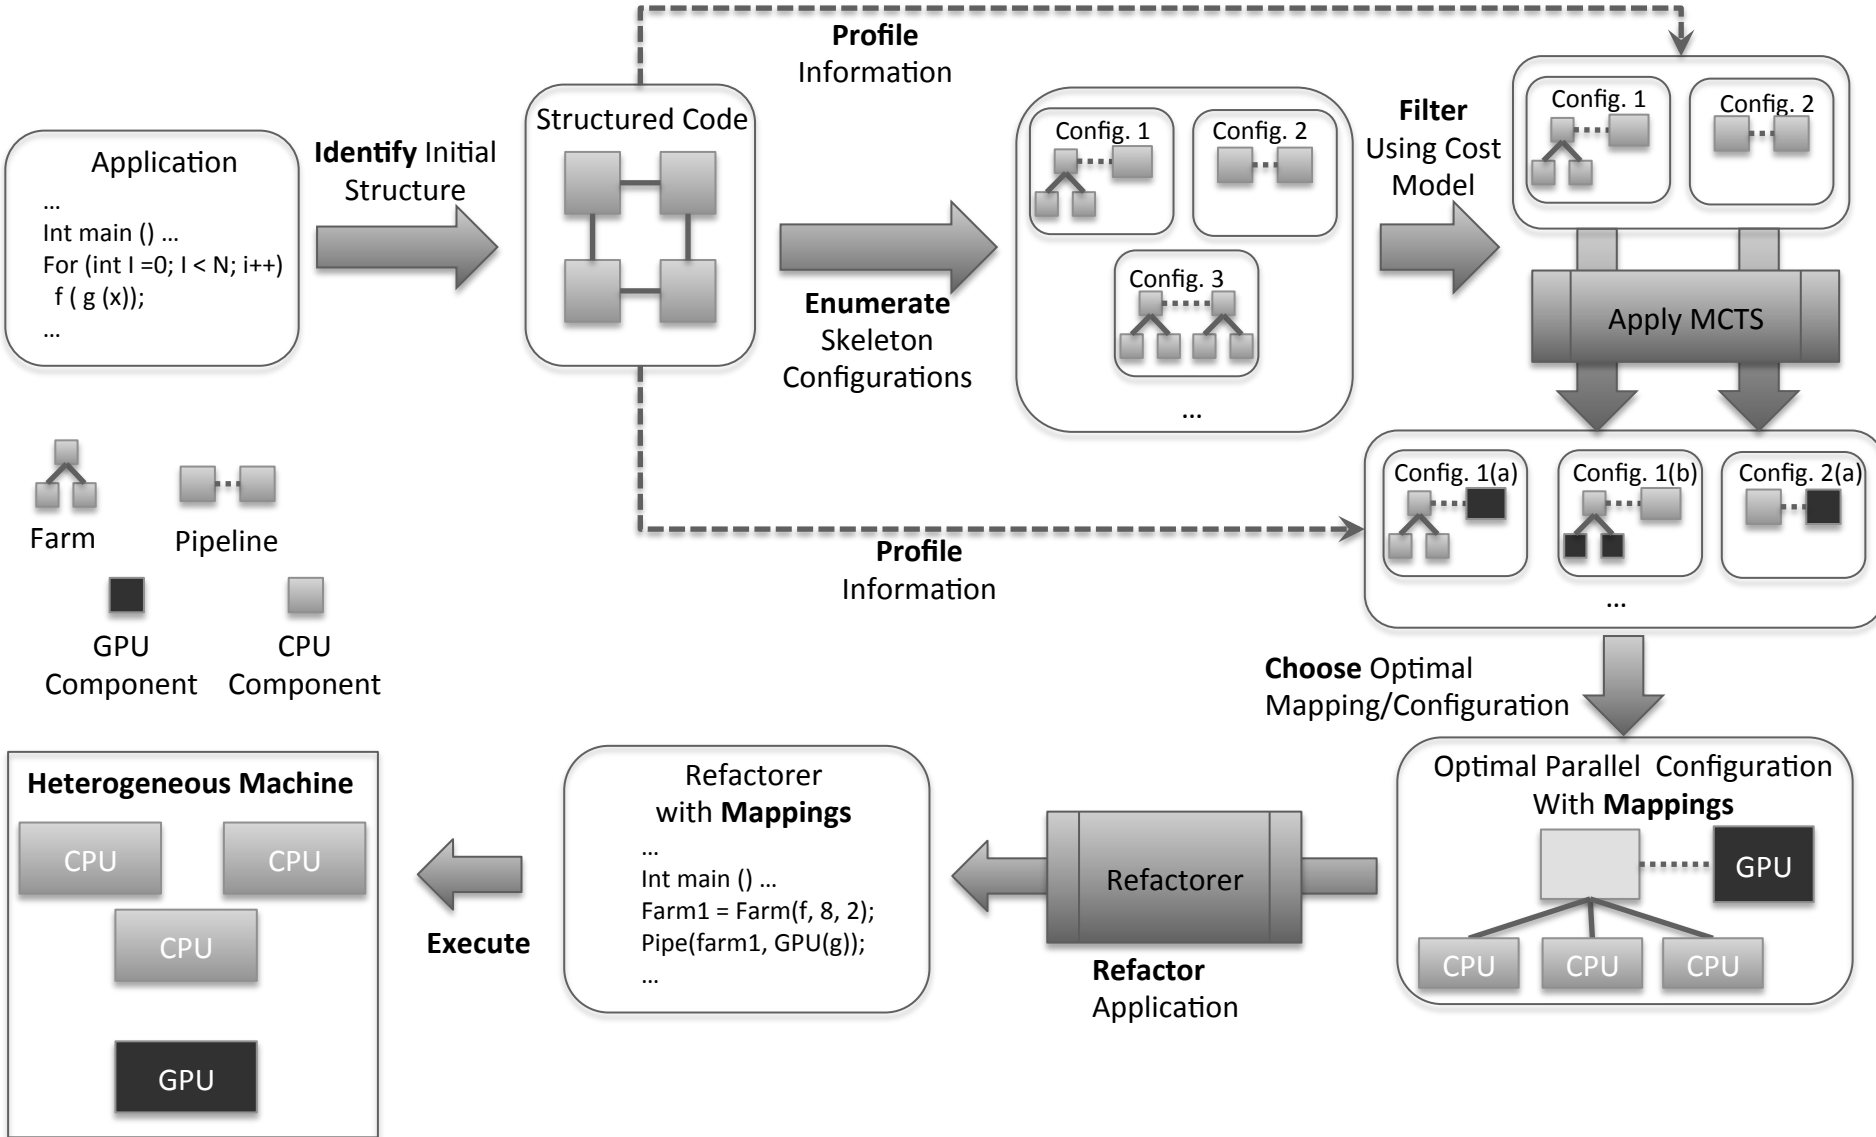 Profile
Information
Application
...
Int main () ...
For (int I =0; I < N; i++)
f ( g (x));
...
Identify Initial
Structure
Structured Code
Enumerate
Skeleton
Configurations
Config. 1
Config. 2
Config. 3
...
Filter
Using Cost
Model
Config. 1
Config. 2
Apply MCTS
Config. 1(a)
Config. 1(b)
Config. 2(a)
...
Profile
Information
Farm
Pipeline
GPU
Component
CPU
Component
Choose Optimal
Mapping/Configuration
Optimal Parallel Configuration
With Mappings
GPU
CPU
CPU
CPU
Refactorer
Refactor
Application
Refactorer
with Mappings
...
Int main () ...
Farm1 = Farm(f, 8, 2);
Pipe(farm1, GPU(g));
...
Execute
Heterogeneous Machine
CPU
CPU
CPU
GPU